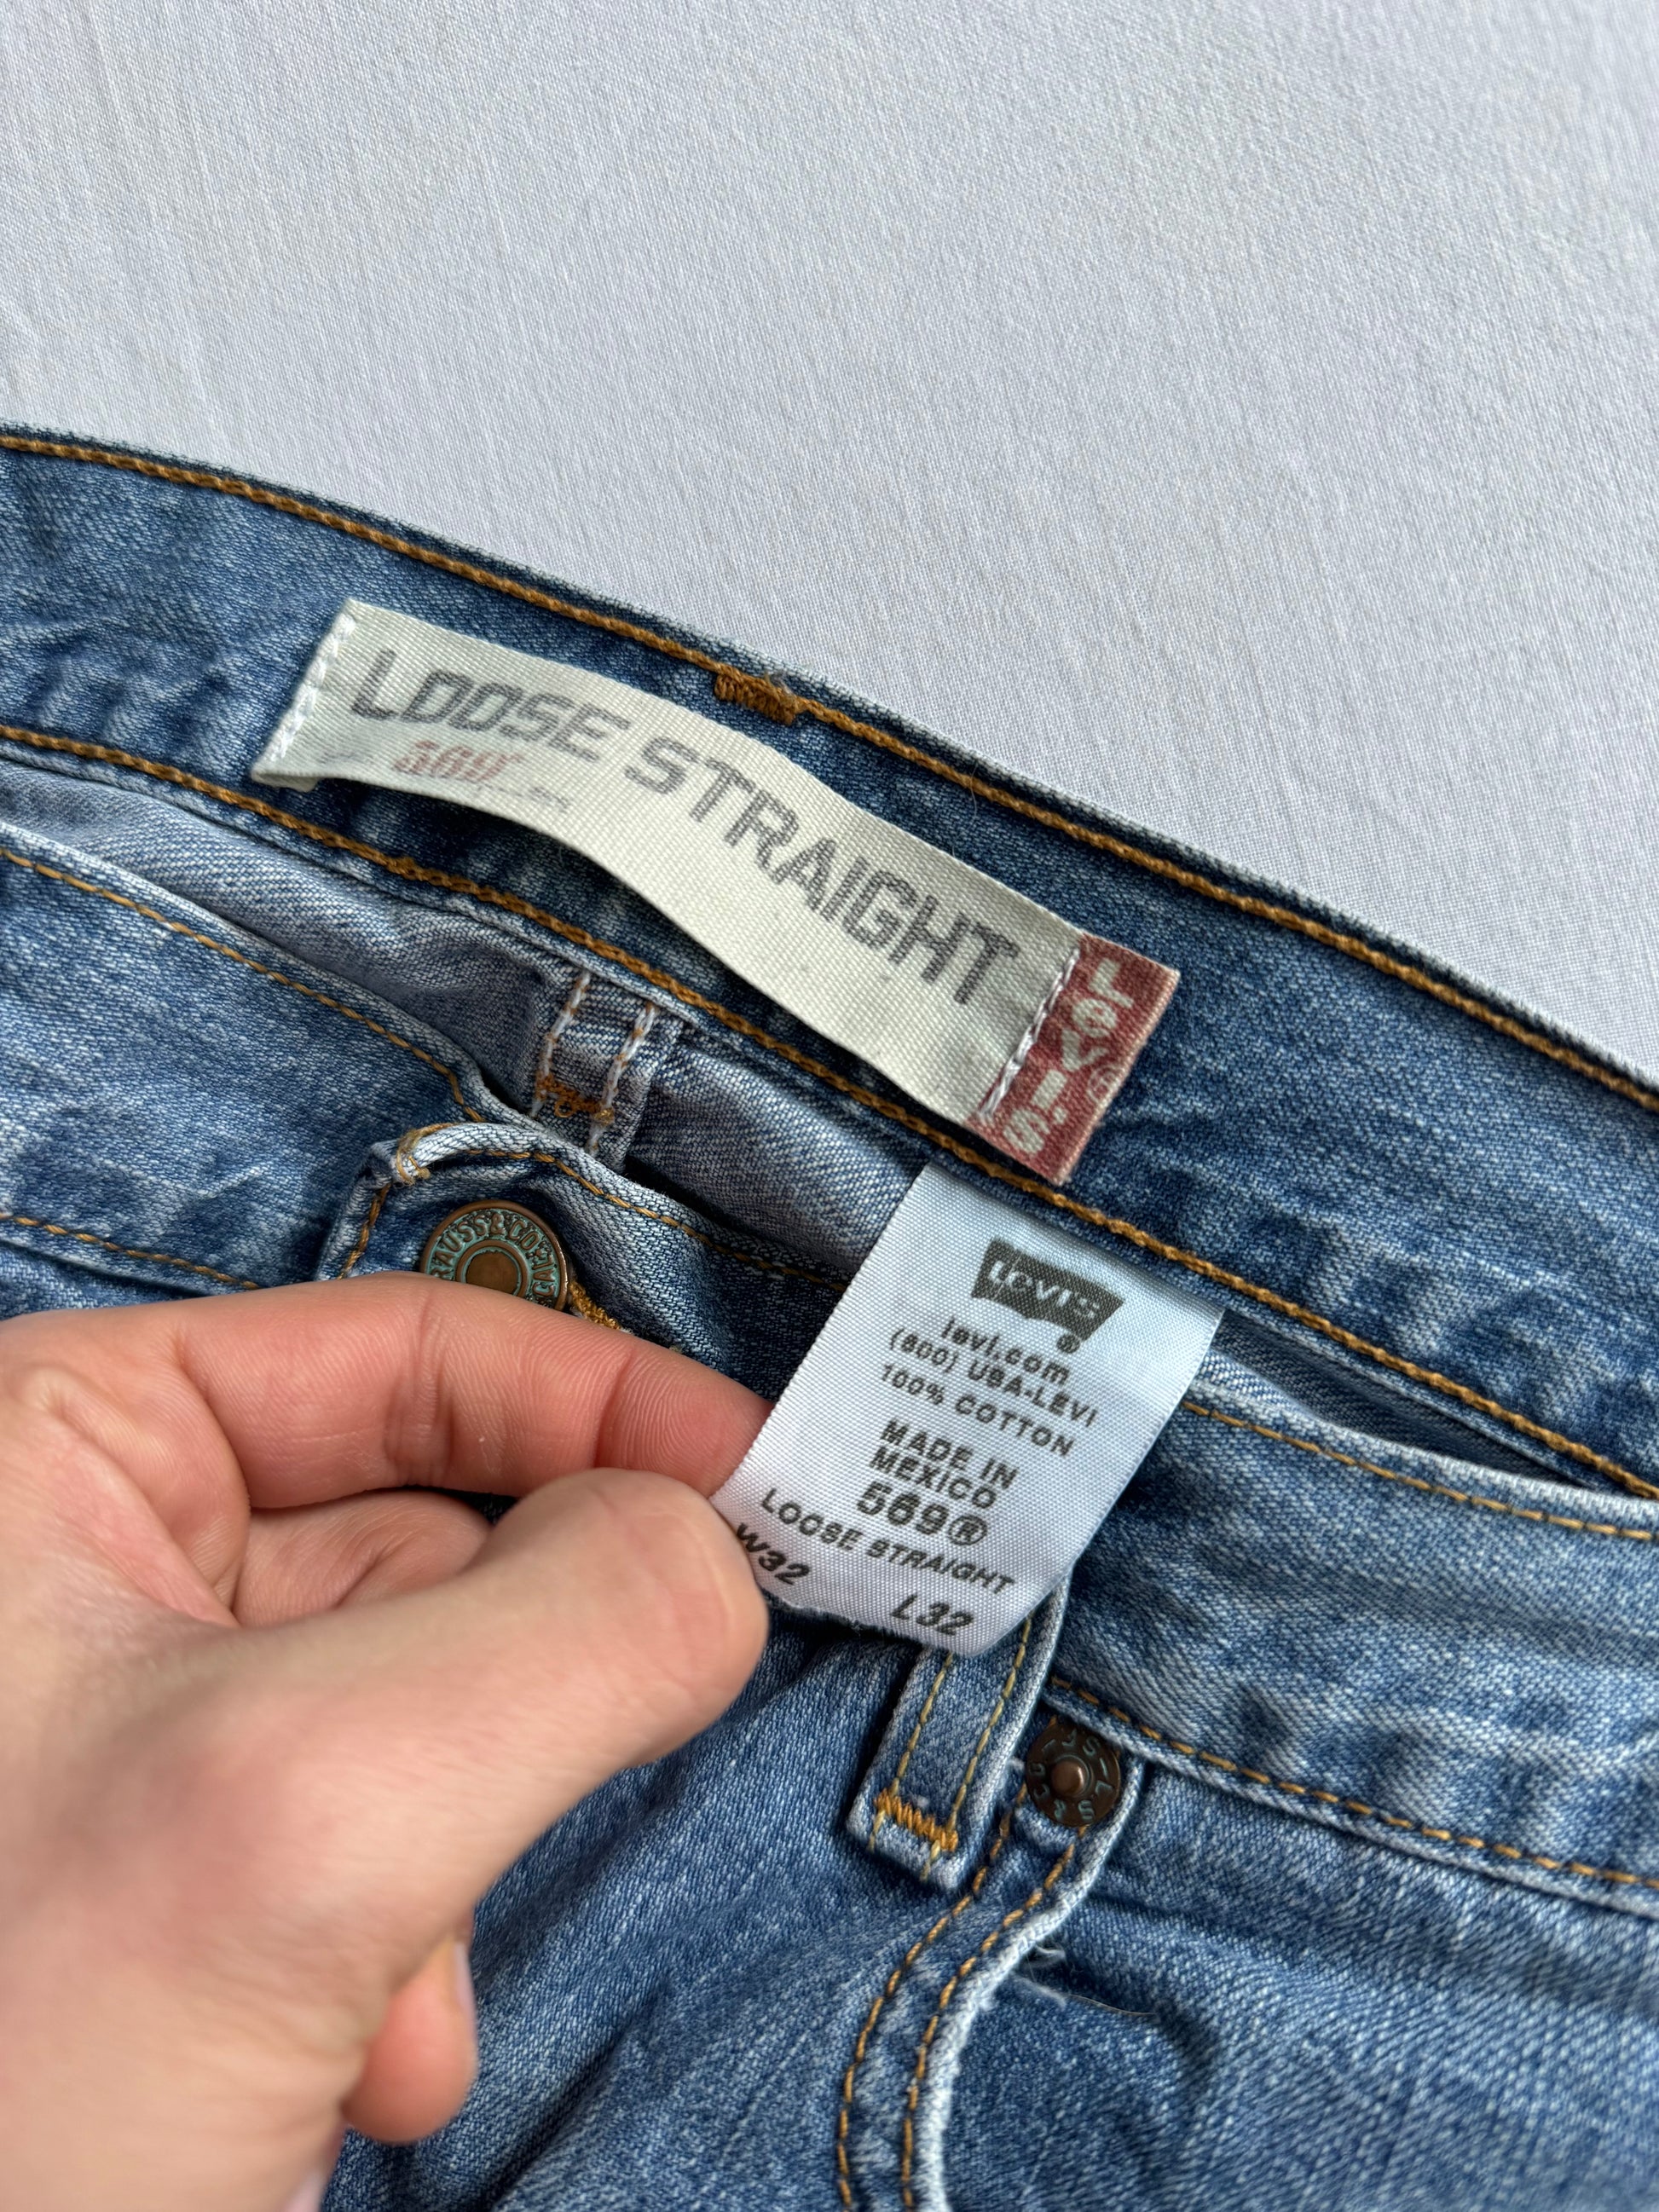 LOOSE STRAIGHT
569®
LEVI'S
®
Levi's
®
levi.com
(800) USA-LEVI
100% COTTON
MADE IN
MEXICO
569®
LOOSE STRAIGHT
W32 L32